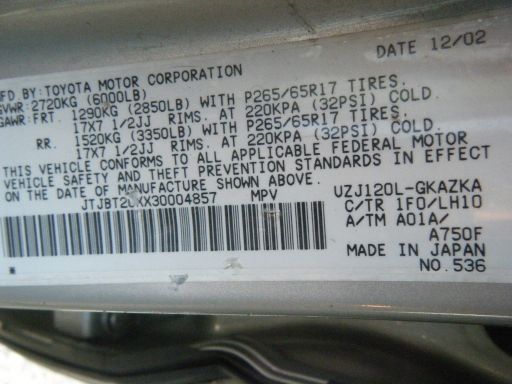 DATE 12/02
FD BY:TOYOTA MOTOR CORPORATION
GVWR:2720KG (6000LB)
GAWR:FRT. 1290KG (2850LB) WITH P265/65R17 TIRES.
17X7 1/2JJ RIMS. AT 220KPA (32PSI) COLD.
RR. 1520KG (3350LB) WITH P265/65R17 TIRES.
17X7 1/2JJ RIMS. AT 220KPA (32PSI) COLD.
THIS VEHICLE CONFORMS TO ALL APPLICABLE FEDERAL MOTOR
VEHICLE SAFETY AND THEFT PREVENTION STANDARDS IN EFFECT
ON THE DATE OF MANUFACTURE SHOWN ABOVE.
MPV
UZJ120L-GKAZKA
C/TR 1F0/LH10
A/TM A01A/
A750F
MADE IN JAPAN
NO.536